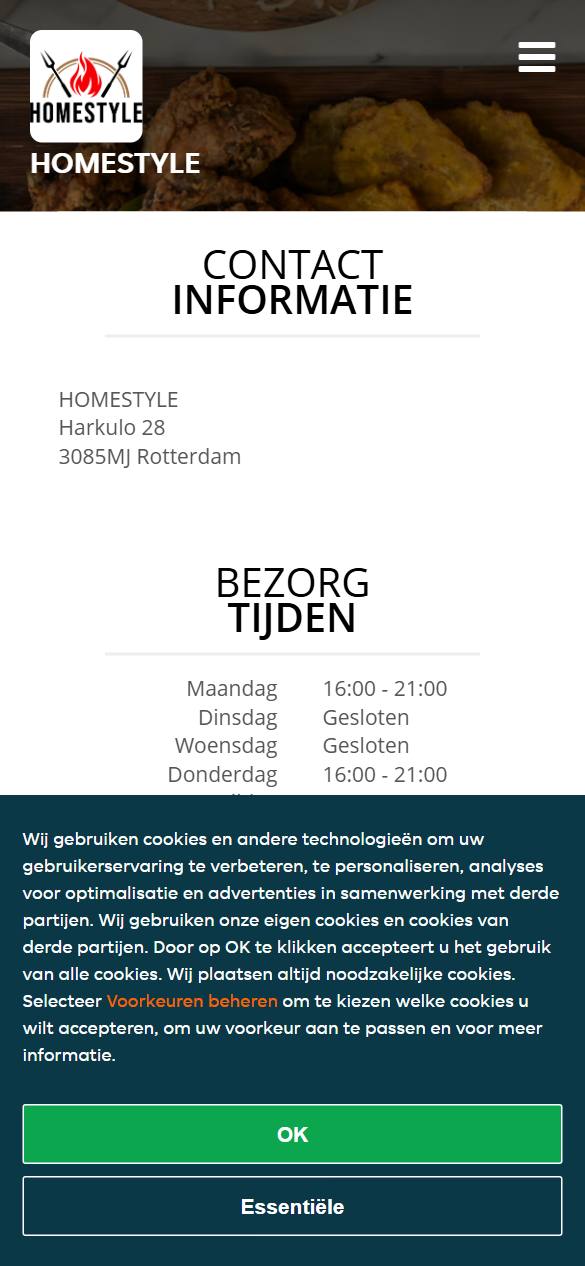 HOMESTYLE
HOMESTYLE
CONTACT
INFORMATIE
HOMESTYLE
Harkulo 28
3085MJ Rotterdam
BEZORG
TIJDEN
Maandag 16:00 - 21:00
Dinsdag Gesloten
Woensdag Gesloten
Donderdag 16:00 - 21:00
Wij gebruiken cookies en andere technologieën om uw
gebruikerservaring te verbeteren, te personaliseren, analyses
voor optimalisatie en advertenties in samenwerking met derde
partijen. Wij gebruiken onze eigen cookies en cookies van
derde partijen. Door op OK te klikken accepteert u het gebruik
van alle cookies. Wij plaatsen altijd noodzakelijke cookies.
Selecteer Voorkeuren beheren om te kiezen welke cookies u
wilt accepteren, om uw voorkeur aan te passen en voor meer
informatie.
OK
Essentiële